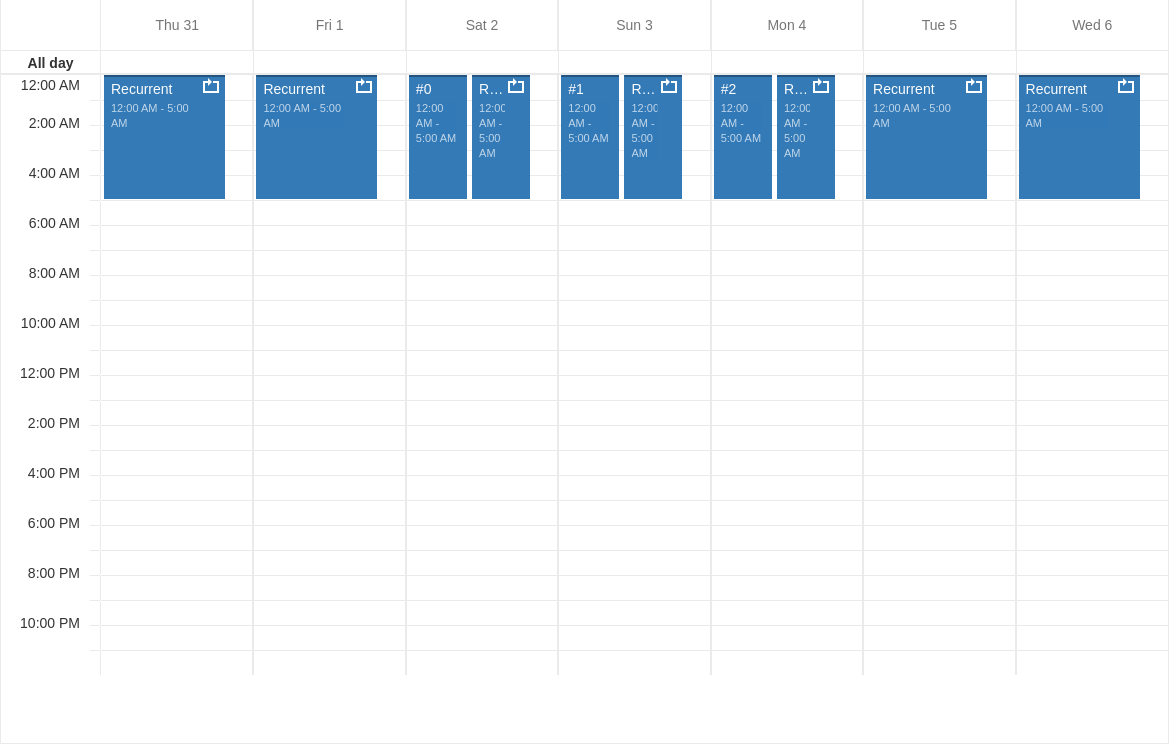 Thu 31
Fri 1
Sat 2
Sun 3
Mon 4
Tue 5
Wed 6
All day
12:00 AM
2:00 AM
4:00 AM
6:00 AM
8:00 AM
10:00 AM
12:00 PM
2:00 PM
4:00 PM
6:00 PM
8:00 PM
10:00 PM
Recurrent
12:00 AM - 5:00
AM
Recurrent
12:00 AM - 5:00
AM
#0
12:00
AM -
5:00 AM
R...
12:00
AM -
5:00
AM
#1
12:00
AM -
5:00 AM
R...
12:00
AM -
5:00
AM
#2
12:00
AM -
5:00 AM
R...
12:00
AM -
5:00
AM
Recurrent
12:00 AM - 5:00
AM
Recurrent
12:00 AM - 5:00
AM